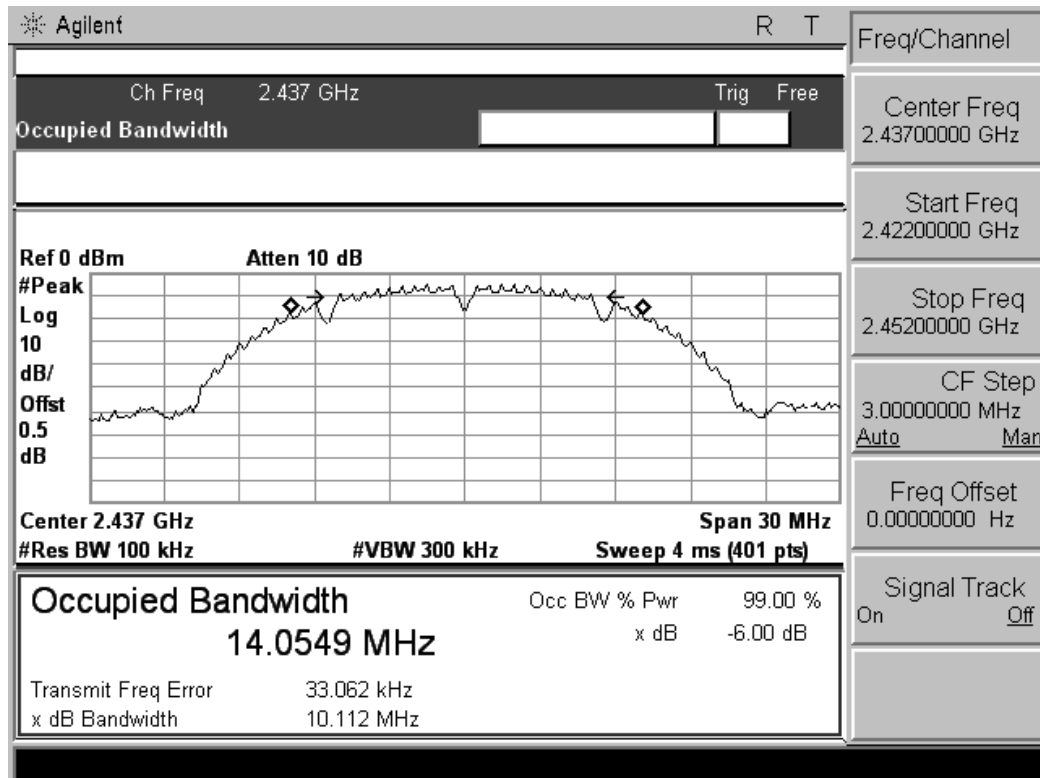 Agilent R T
Ch Freq 2.437 GHz Trig Free
Occupied Bandwidth
Ref 0 dBm Atten 10 dB
#Peak
Log
10
dB/
Offst
0.5
dB
Center 2.437 GHz Span 30 MHz
#Res BW 100 kHz #VBW 300 kHz Sweep 4 ms (401 pts)
Occupied Bandwidth
14.0549 MHz
Occ BW % Pwr 99.00 %
x dB -6.00 dB
Transmit Freq Error 33.062 kHz
x dB Bandwidth 10.112 MHz
Freq/Channel
Center Freq
2.43700000 GHz
Start Freq
2.42200000 GHz
Stop Freq
2.45200000 GHz
CF Step
3.00000000 MHz
Auto Man
Freq Offset
0.00000000 Hz
Signal Track
On Off